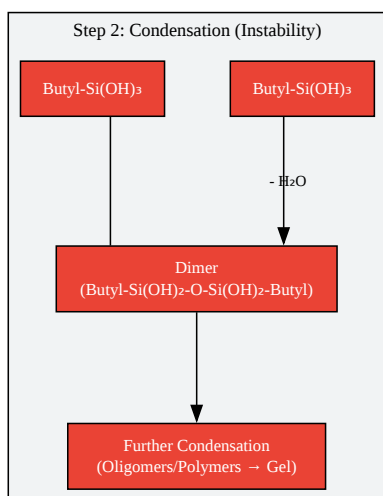 Step 2: Condensation (Instability)
Butyl-Si(OH)₃
Butyl-Si(OH)₃
- H₂O
Dimer
(Butyl-Si(OH)₂-O-Si(OH)₂-Butyl)
Further Condensation
(Oligomers/Polymers → Gel)